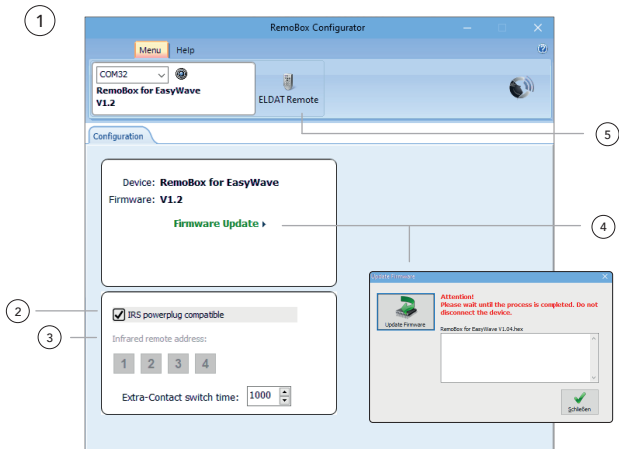 1
RemoBox Configurator
Menu Help
COM32
RemoBox for EasyWave
V1.2
ELDAT Remote
5
Configuration
Device: RemoBox for EasyWave
Firmware: V1.2
Firmware Update
4
Update Firmware
Attention!
Please wait until the process is completed. Do not
disconnect the device.
Update Firmware
RemoBox for EasyWave V1.04.hex
Schließen
2
IRS powerplug compatible
3
Infrared remote address:
1 2 3 4
Extra-Contact switch time: 1000